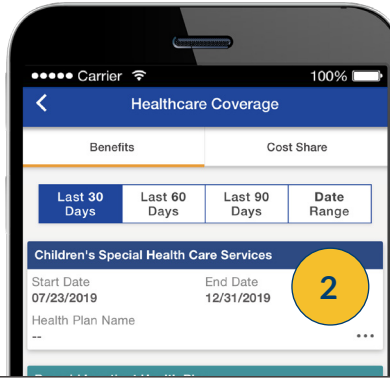 Carrier 100%
Healthcare Coverage
Benefits Cost Share
Last 30 Last 60 Last 90 Date
Days Days Days Range
Children's Special Health Care Services
Start Date End Date
07/23/2019 12/31/2019
2
Health Plan Name
--